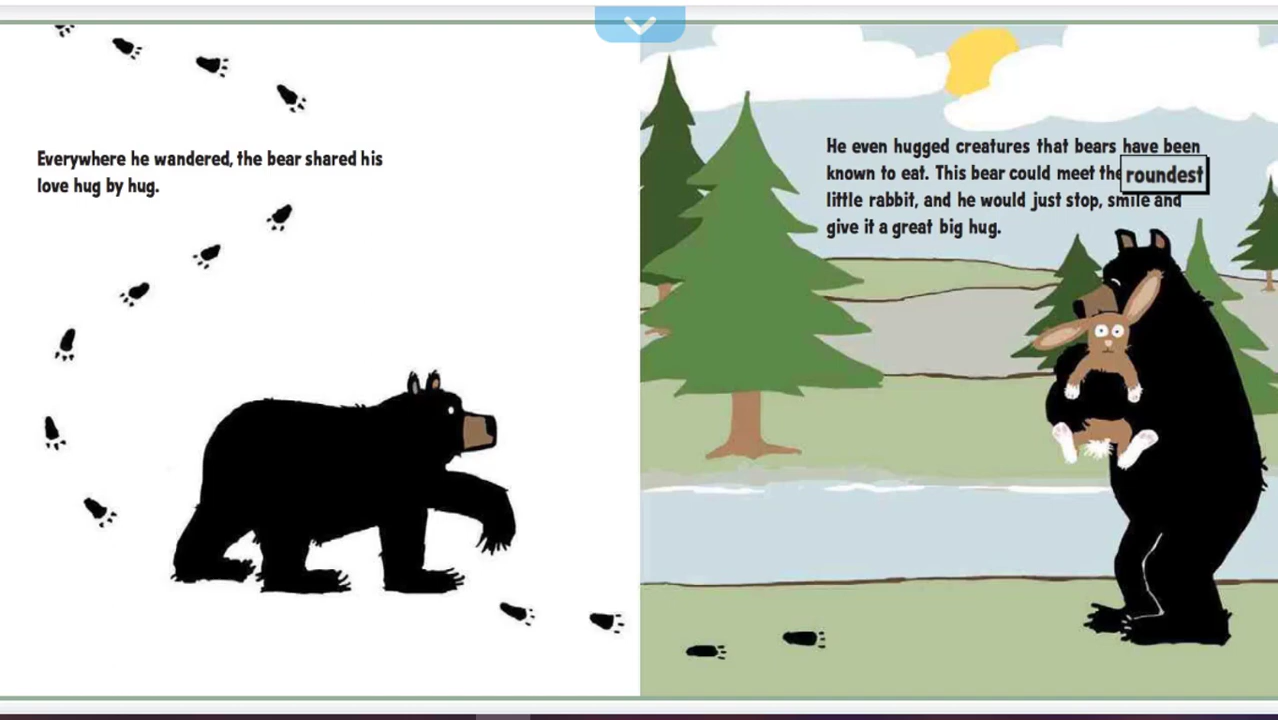 Everywhere he wandered, the bear shared his
love hug by hug.
He even hugged creatures that bears have been
known to eat. This bear could meet the roundest
little rabbit, and he would just stop, smile and
give it a great big hug.